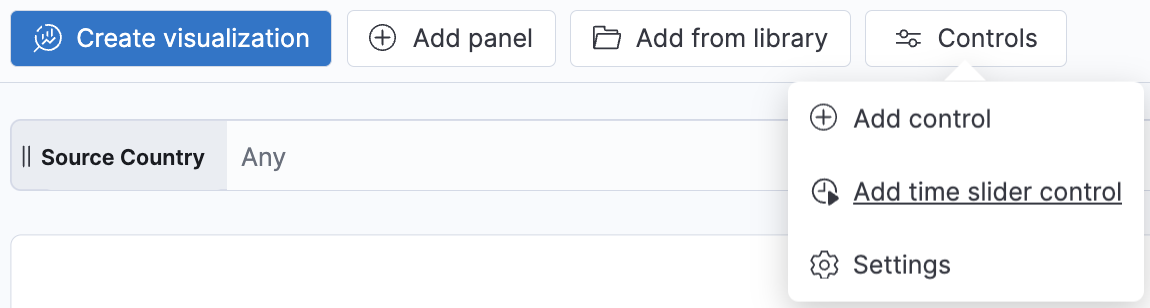 Create visualization
Add panel
Add from library
Controls
Add control
Source Country
Any
Add time slider control
Settings